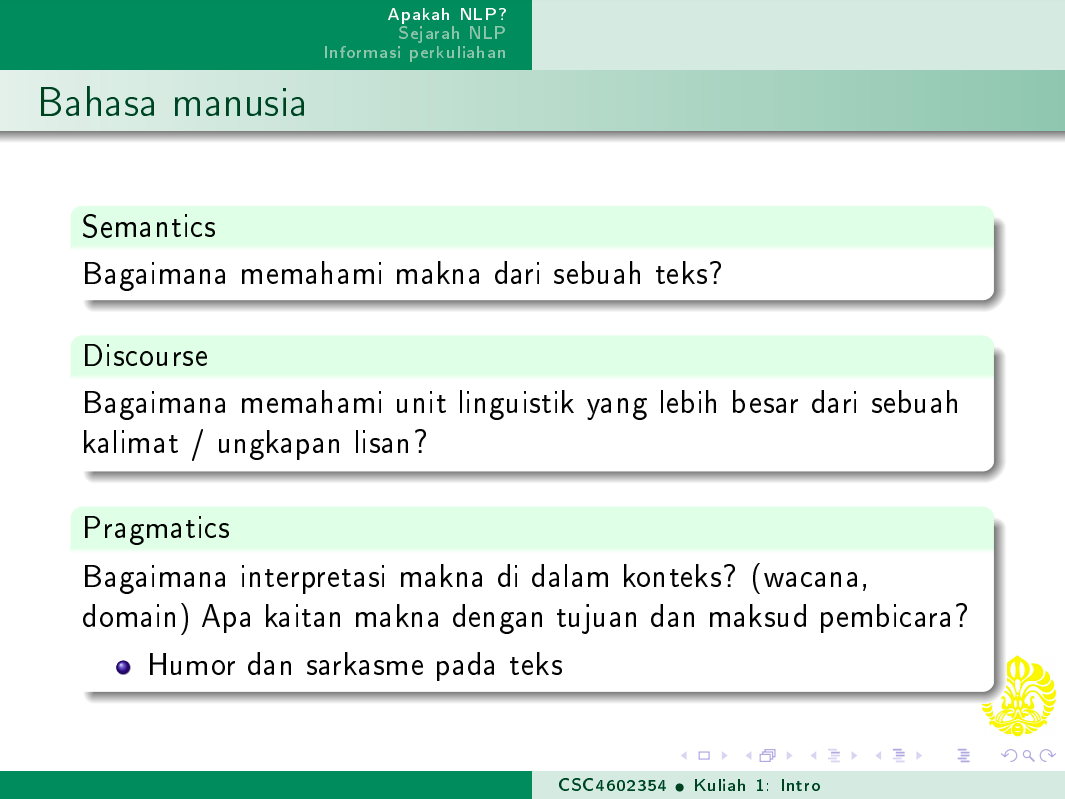 Apakah NLP?
Sejarah NLP
Informasi perkuliahan
Bahasa manusia
Semantics
Bagaimana memahami makna dari sebuah teks?
Discourse
Bagaimana memahami unit linguistik yang lebih besar dari sebuah
kalimat / ungkapan lisan?
Pragmatics
Bagaimana interpretasi makna di dalam konteks? (wacana,
domain) Apa kaitan makna dengan tujuan dan maksud pembicara?
Humor dan sarkasme pada teks
CSC4602354 • Kuliah 1: Intro